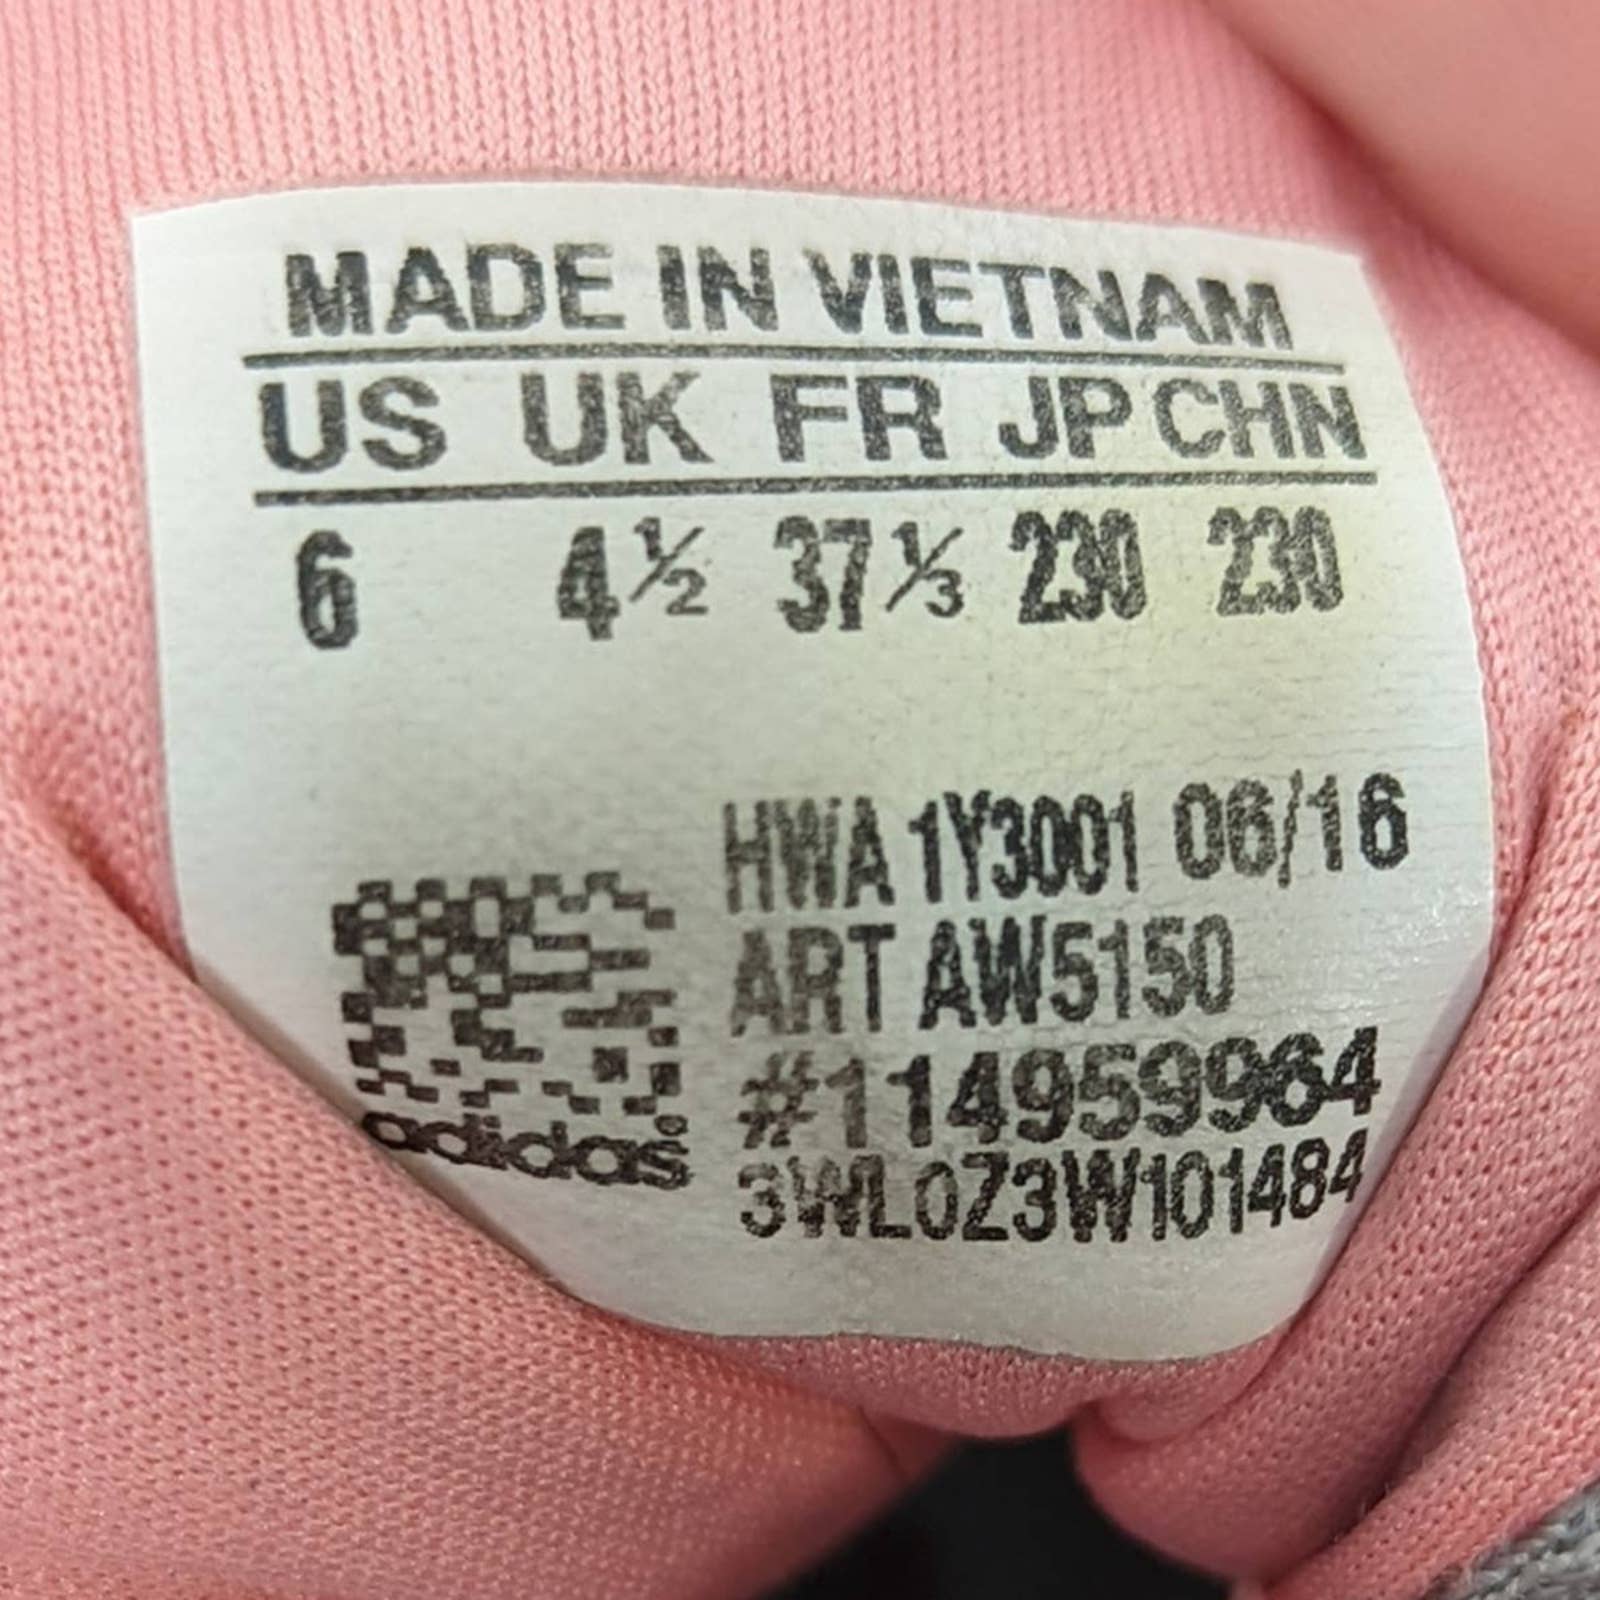 MADE IN VIETNAM
US UK FR JP CHN
6 4½ 37⅓ 230 230
HWA 1Y3001 06/16
ART AW5150
#114959964
3WL0Z3W101484
adidas